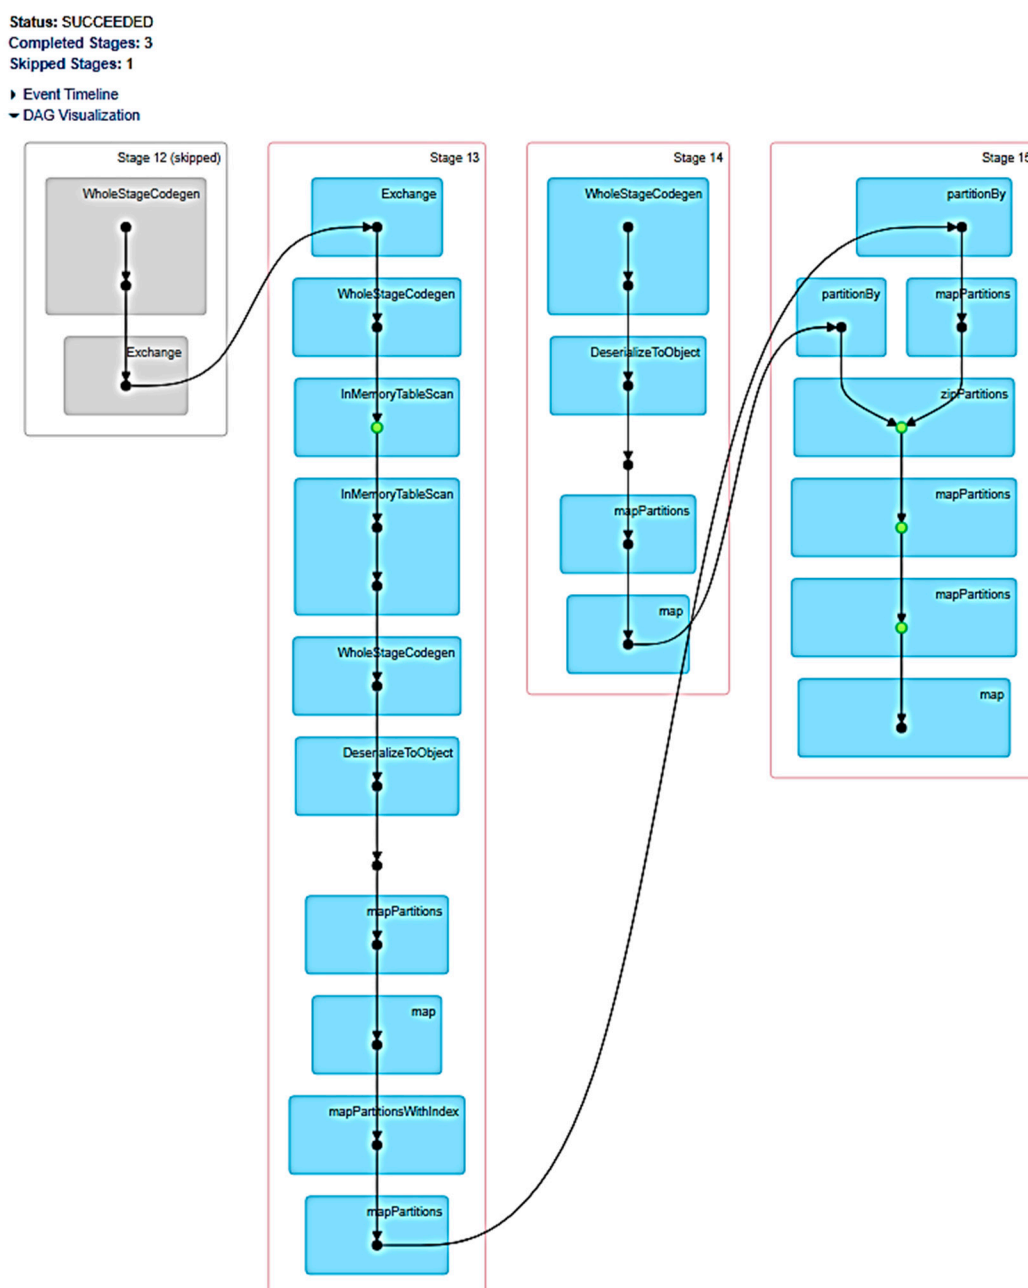 Status: SUCCEEDED
Completed Stages: 3
Skipped Stages: 1
Event Timeline
DAG Visualization
Stage 12 (skipped)
WholeStageCodegen
Exchange
Stage 13
Exchange
WholeStageCodegen
InMemoryTableScan
InMemoryTableScan
WholeStageCodegen
DeserializeToObject
mapPartitions
map
mapPartitionsWithIndex
mapPartitions
Stage 14
WholeStageCodegen
DeserializeToObject
mapPartitions
map
Stage 15
partitionBy
partitionBy
mapPartitions
zipPartitions
mapPartitions
mapPartitions
map